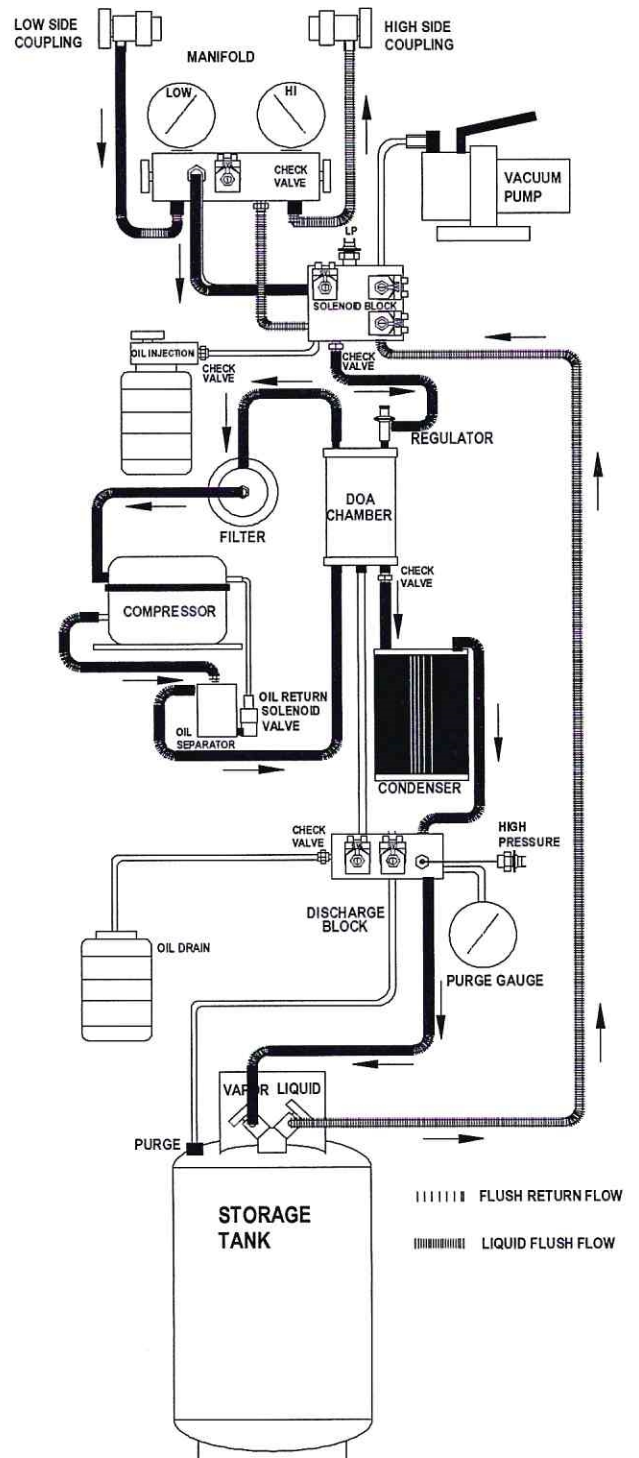 LOW SIDE
COUPLING
MANIFOLD
HIGH SIDE
COUPLING
LOW
HI
CHECK
VALVE
VACUUM
PUMP
LP
SOLENOID BLOCK
OIL INJECTION
CHECK
VALVE
CHECK
VALVE
REGULATOR
DOA
CHAMBER
FILTER
CHECK
VALVE
COMPRESSOR
OIL RETURN
SOLENOID
VALVE
OIL
SEPARATOR
CONDENSER
CHECK
VALVE
HIGH
PRESSURE
DISCHARGE
BLOCK
OIL DRAIN
PURGE GAUGE
VAPOR
LIQUID
PURGE
STORAGE
TANK
FLUSH RETURN FLOW
LIQUID FLUSH FLOW